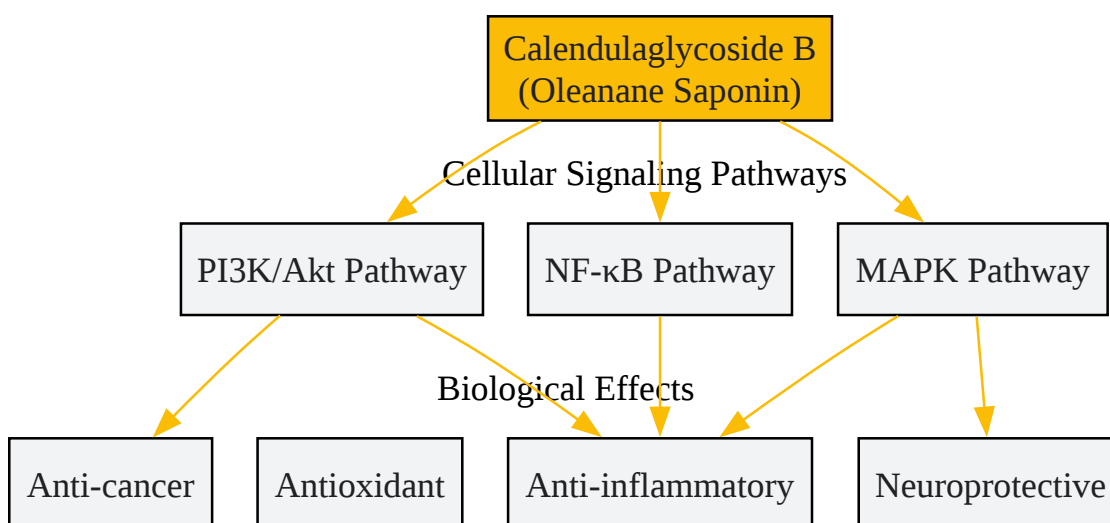 Calendulaglycoside B
(Oleanane Saponin)
Cellular Signaling Pathways
PI3K/Akt Pathway
NF-κB Pathway
MAPK Pathway
Biological Effects
Anti-cancer
Antioxidant
Anti-inflammatory
Neuroprotective